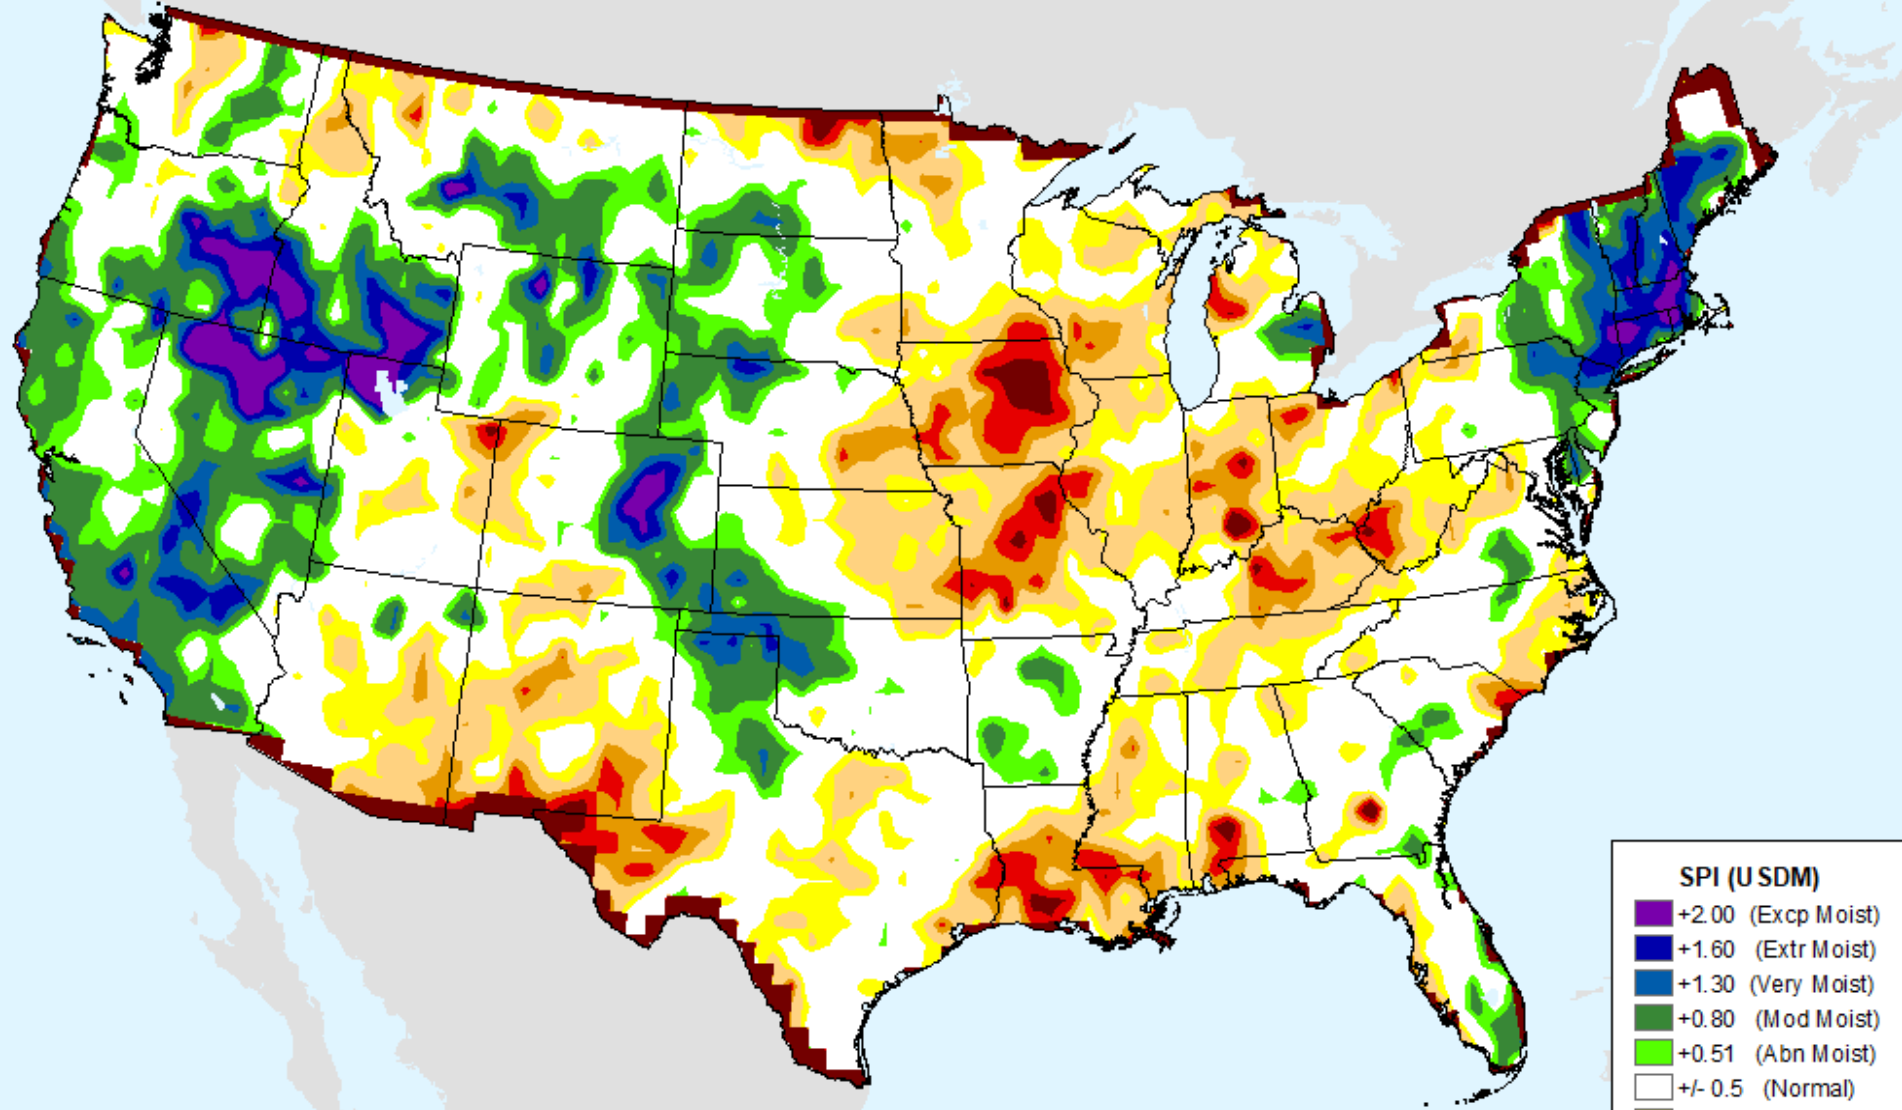 SPI (USDM)
+2.00 (Excp Moist)
+1.60 (Extr Moist)
+1.30 (Very Moist)
+0.80 (Mod Moist)
+0.51 (Abn Moist)
+/- 0.5 (Normal)